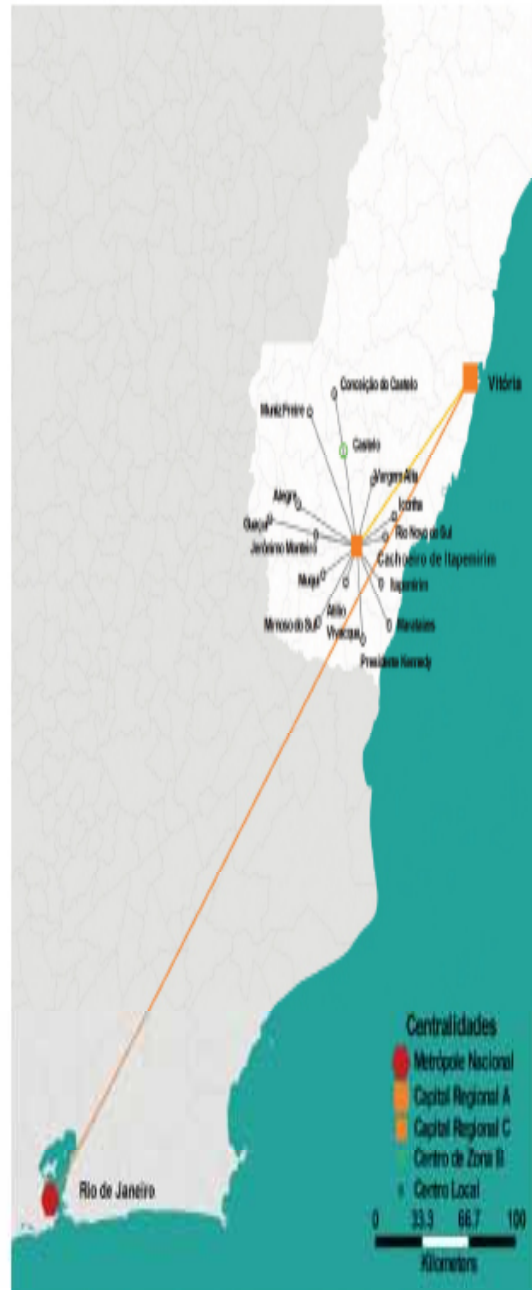 Conceição do Castelo
Muniz Freire
Vitória
Castelo
Vargem Alta
Alegre
Iconha
Guaçuí
Rio Novo do Sul
Jerônimo Monteiro
Cachoeiro de Itapemirim
Muqui
Itapemirim
Atílio
Vivacqua
Mimoso do Sul
Marataízes
Presidente Kennedy
Centralidades
Metrópole Nacional
Capital Regional A
Capital Regional C
Centro de Zona B
Centro Local
Rio de Janeiro
0 33.3 66.7 100
Kilometers